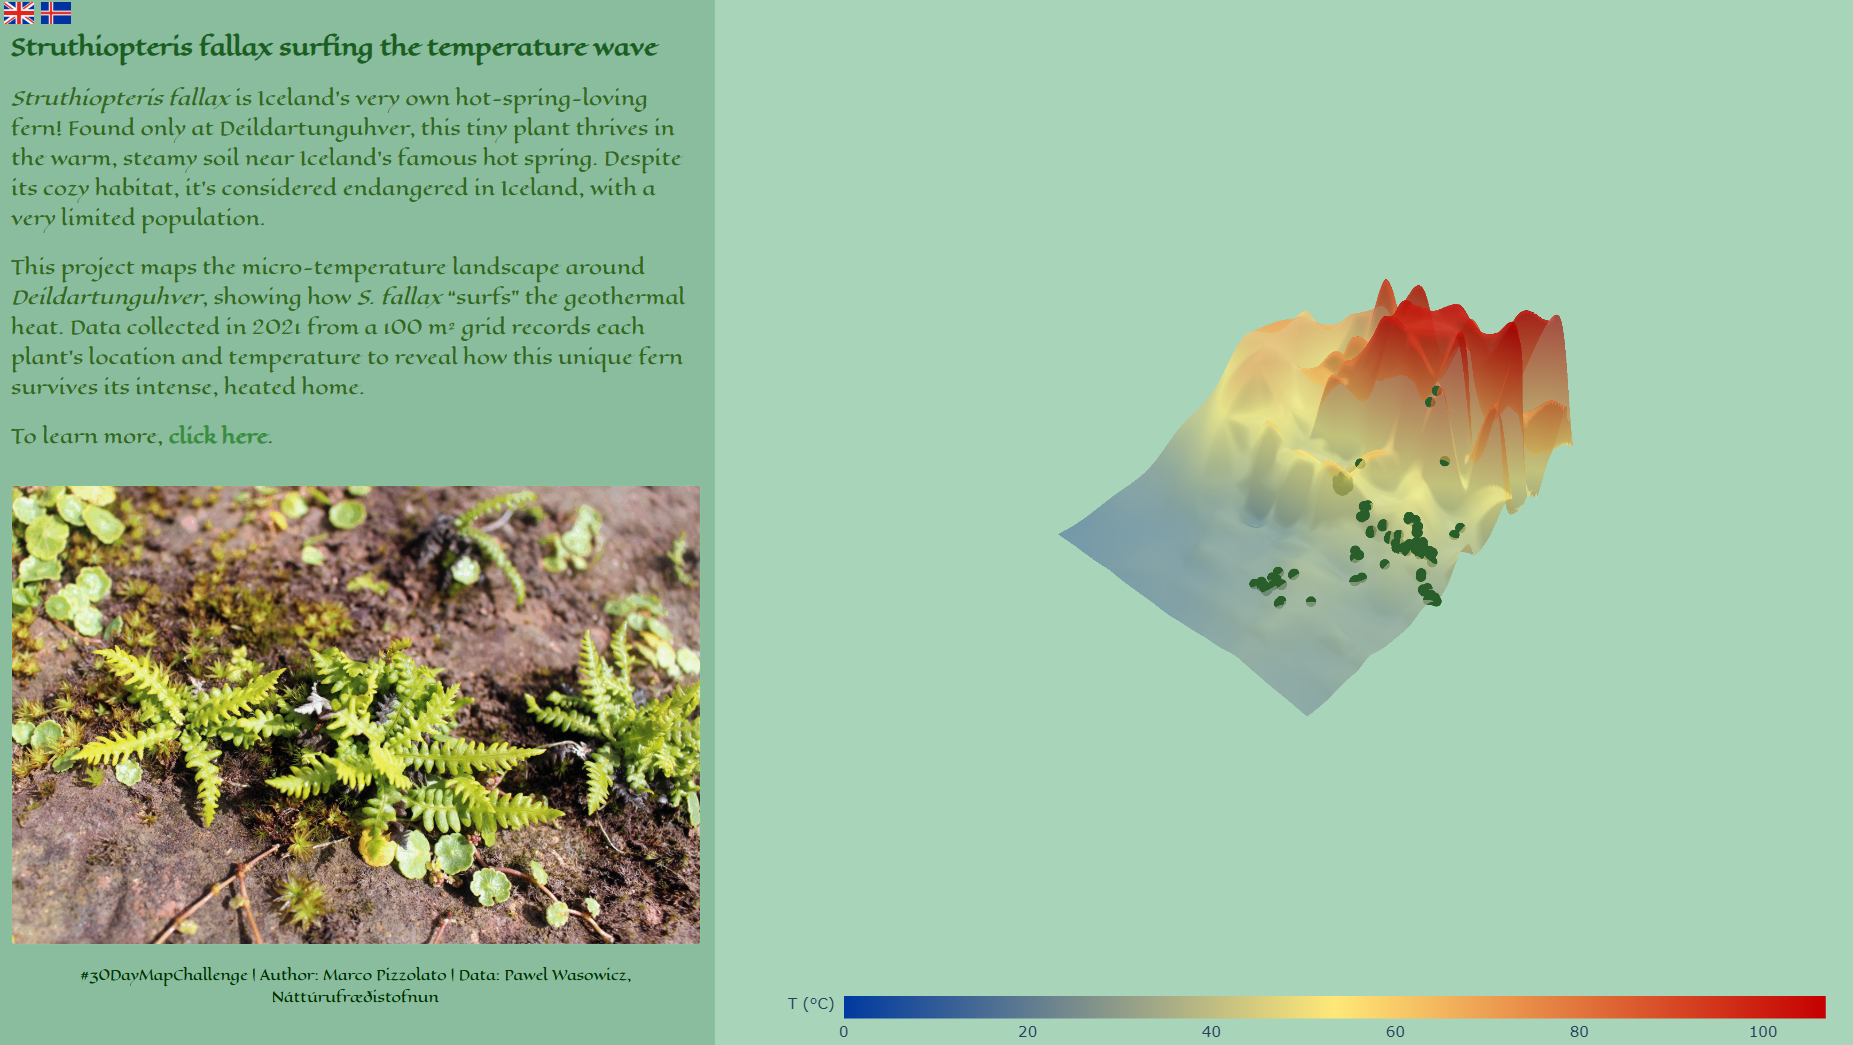 Struthiopteris fallax surfing the temperature wave
Struthiopteris fallax is Iceland's very own hot-spring-loving
fern! Found only at Deildartunguhver, this tiny plant thrives in
the warm, steamy soil near Iceland's famous hot spring. Despite
its cozy habitat, it's considered endangered in Iceland, with a
very limited population.
This project maps the micro-temperature landscape around
Deildartunguhver, showing how S. fallax “surfs” the geothermal
heat. Data collected in 2021 from a 100 m² grid records each
plant's location and temperature to reveal how this unique fern
survives its intense, heated home.
To learn more, click here.
#30DayMapChallenge | Author: Marco Pizzolato | Data: Pawel Wasowicz,
Náttúrufræðistofnun
T (°C)
0 20 40 60 80 100